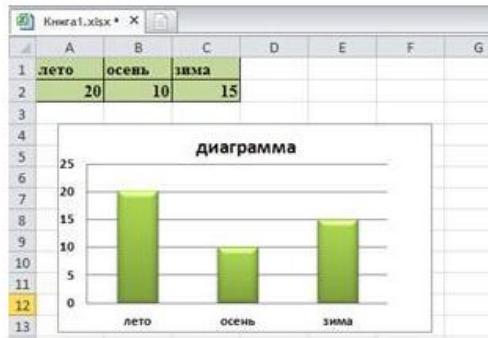 Книга1.xlsx *
A B C D E F G
1 лето осень зима
2 20 10 15
3
4
диаграмма
5
25
6
7
20
8
15
9
10
10
11
5
12
0
13
лето осень зима